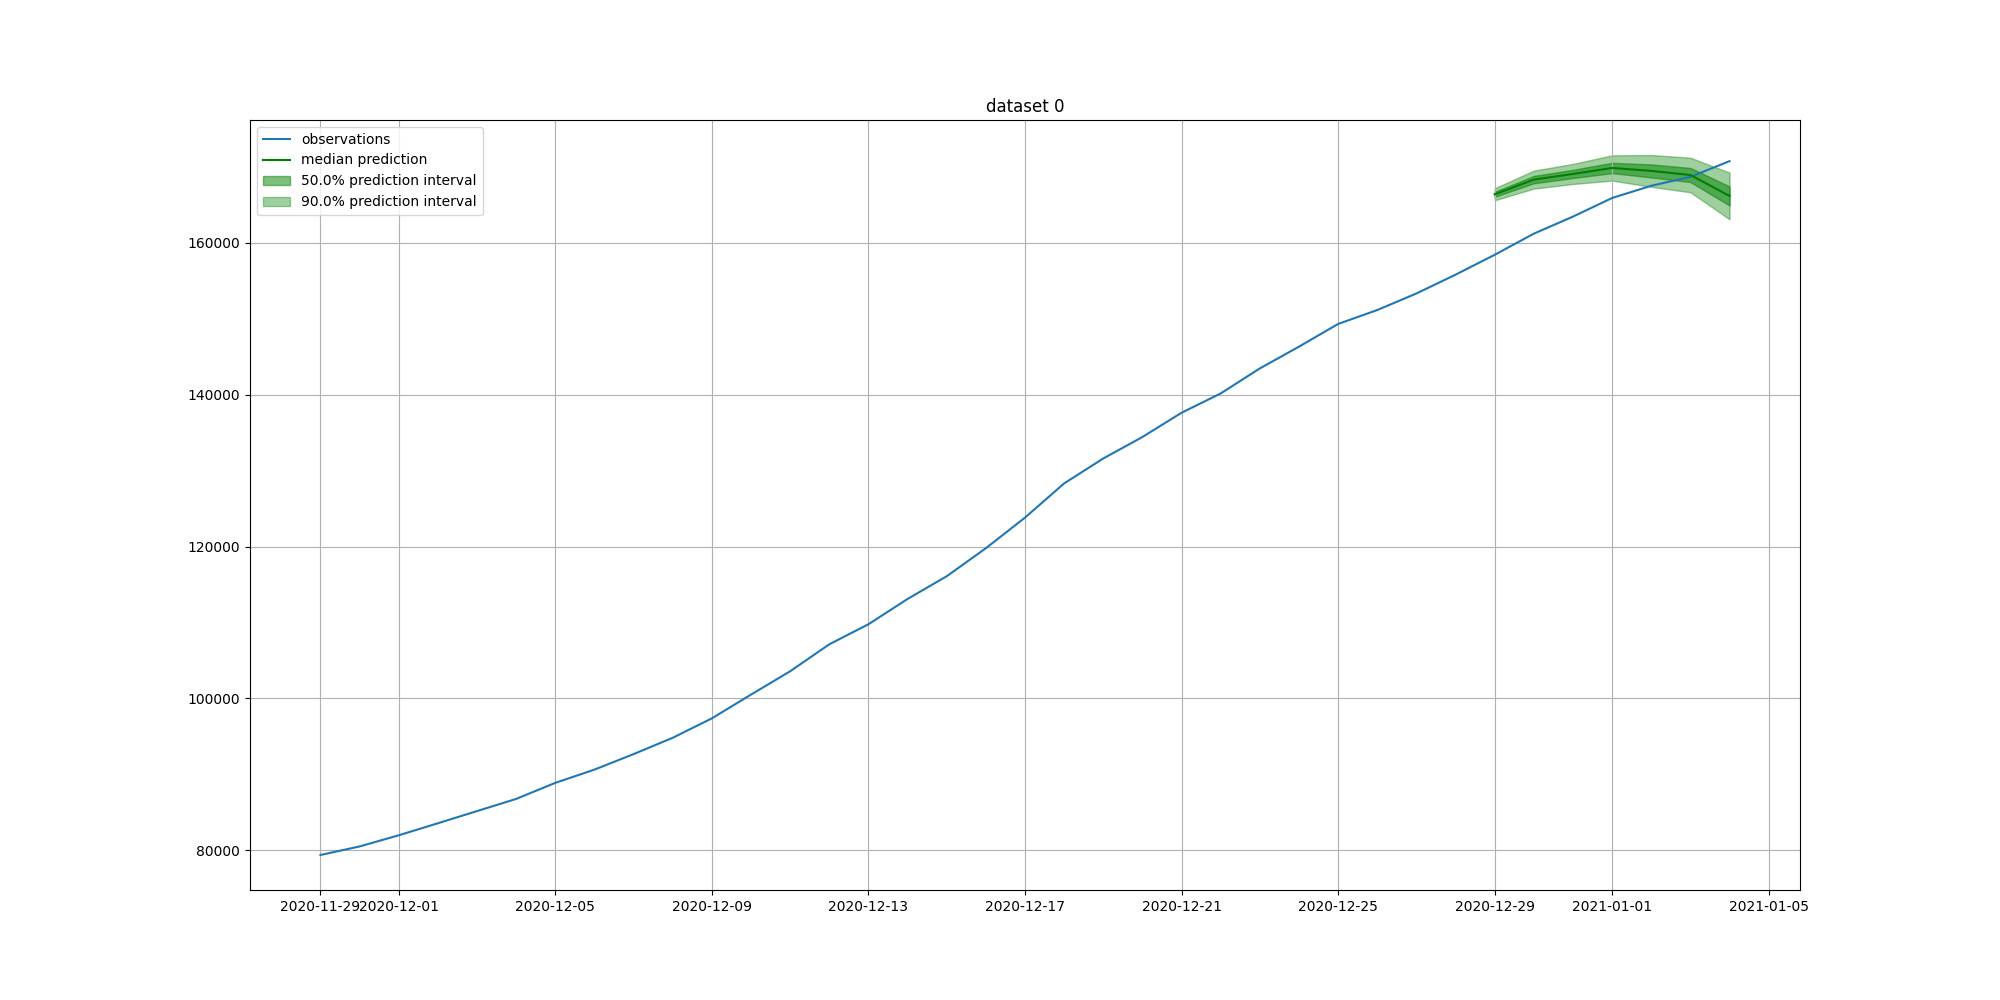 dataset 0
observations
median prediction
50.0% prediction interval
90.0% prediction interval
160000
140000
120000
100000
80000
2020-11-29 2020-12-01 2020-12-05 2020-12-09 2020-12-13 2020-12-17 2020-12-21 2020-12-25 2020-12-29 2021-01-01 2021-01-05